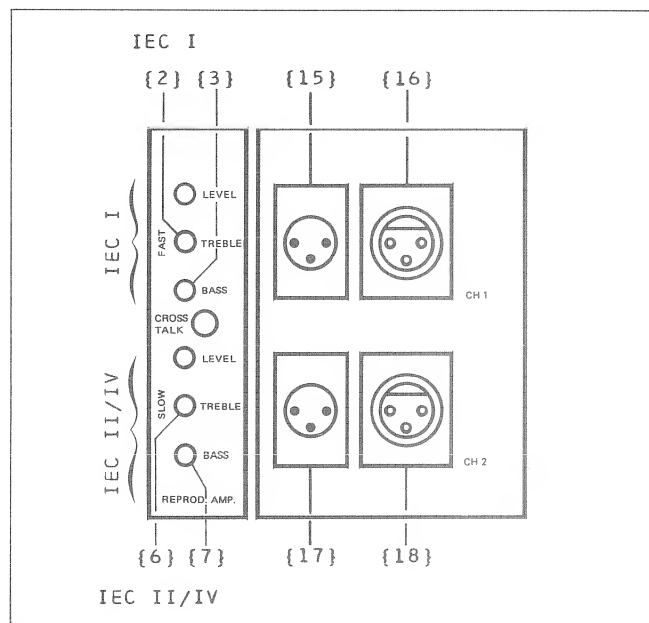 IEC I
{2} {3} {15} {16}
LEVEL
IEC I
FAST
TREBLE
BASS
CH 1
CROSS
TALK
LEVEL
IEC II/IV
SLOW
TREBLE
BASS
CH 2
REPROD. AMP.
{6} {7} {17} {18}
IEC II/IV